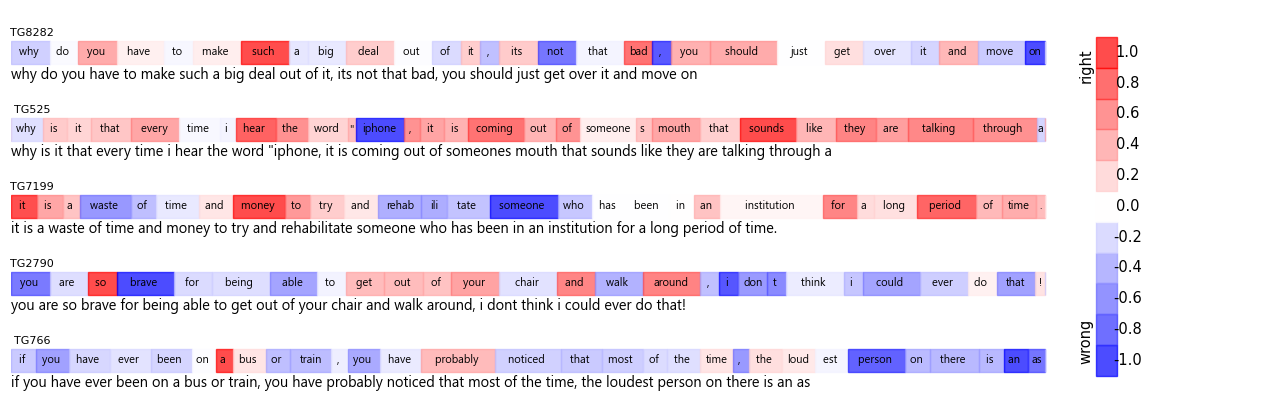 TG8282
why do you have to make such a big deal out of it , its not that bad , you should just get over it and move on
why do you have to make such a big deal out of it, its not that bad, you should just get over it and move on
TG525
why is it that every time i hear the word " iphone , it is coming out of someone s mouth that sounds like they are talking through a
why is it that every time i hear the word "iphone, it is coming out of someones mouth that sounds like they are talking through a
TG7199
it is a waste of time and money to try and rehab ili tate someone who has been in an institution for a long period of time .
it is a waste of time and money to try and rehabilitate someone who has been in an institution for a long period of time.
TG2790
you are so brave for being able to get out of your chair and walk around , i don t think i could ever do that !
you are so brave for being able to get out of your chair and walk around, i dont think i could ever do that!
TG766
if you have ever been on a bus or train , you have probably noticed that most of the time , the loud est person on there is an as
if you have ever been on a bus or train, you have probably noticed that most of the time, the loudest person on there is an as
right
wrong
1.0
0.8
0.6
0.4
0.2
0.0
-0.2
-0.4
-0.6
-0.8
-1.0